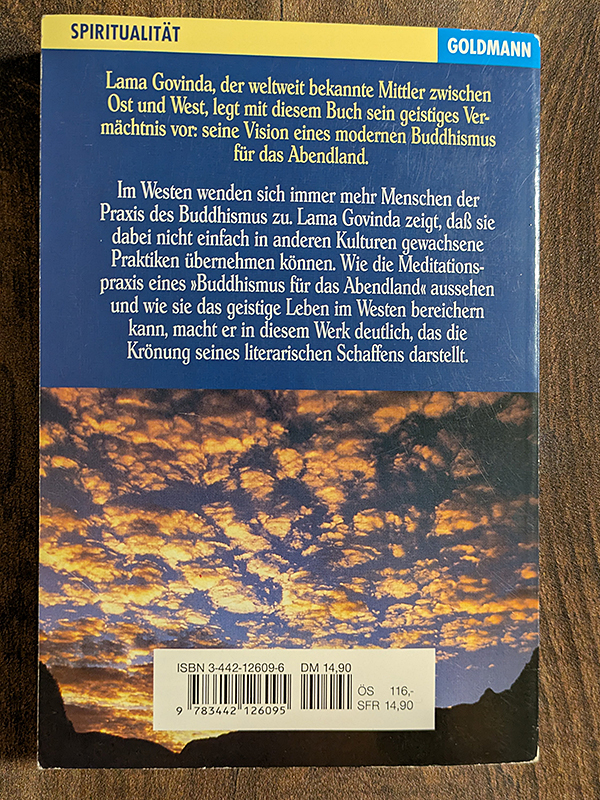 SPIRITUALITÄT
GOLDMANN
Lama Govinda, der weltweit bekannte Mittler zwischen
Ost und West, legt mit diesem Buch sein geistiges Ver-
mächtnis vor: seine Vision eines modernen Buddhismus
für das Abendland.
Im Westen wenden sich immer mehr Menschen der
Praxis des Buddhismus zu. Lama Govinda zeigt, daß sie
dabei nicht einfach in anderen Kulturen gewachsene
Praktiken übernehmen können. Wie die Meditations-
praxis eines »Buddhismus für das Abendland« aussehen
und wie sie das geistige Leben im Westen bereichern
kann, macht er in diesem Werk deutlich, das die
Krönung seines literarischen Schaffens darstellt.
ISBN 3-442-12609-6 DM 14,90
ÖS 116,-
SFR 14,90
9 783442 126095